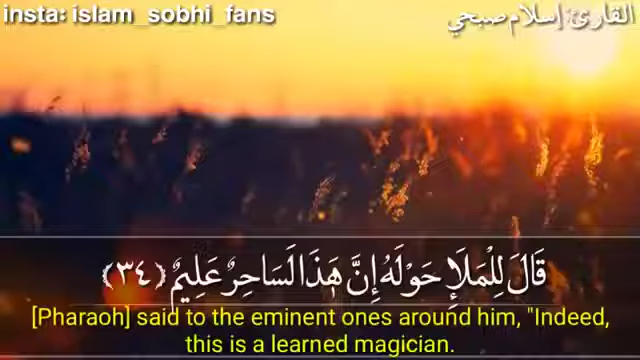 insta: islam_sobhi_fans
القارئ: إسلام صبحي
قَالَ لِلْمَلَإِ حَوْلَهُ إِنَّ هَذَا لَسَاحِرٌ عَلِيمٌ (٣٤)
[Pharaoh] said to the eminent ones around him, "Indeed,
this is a learned magician.